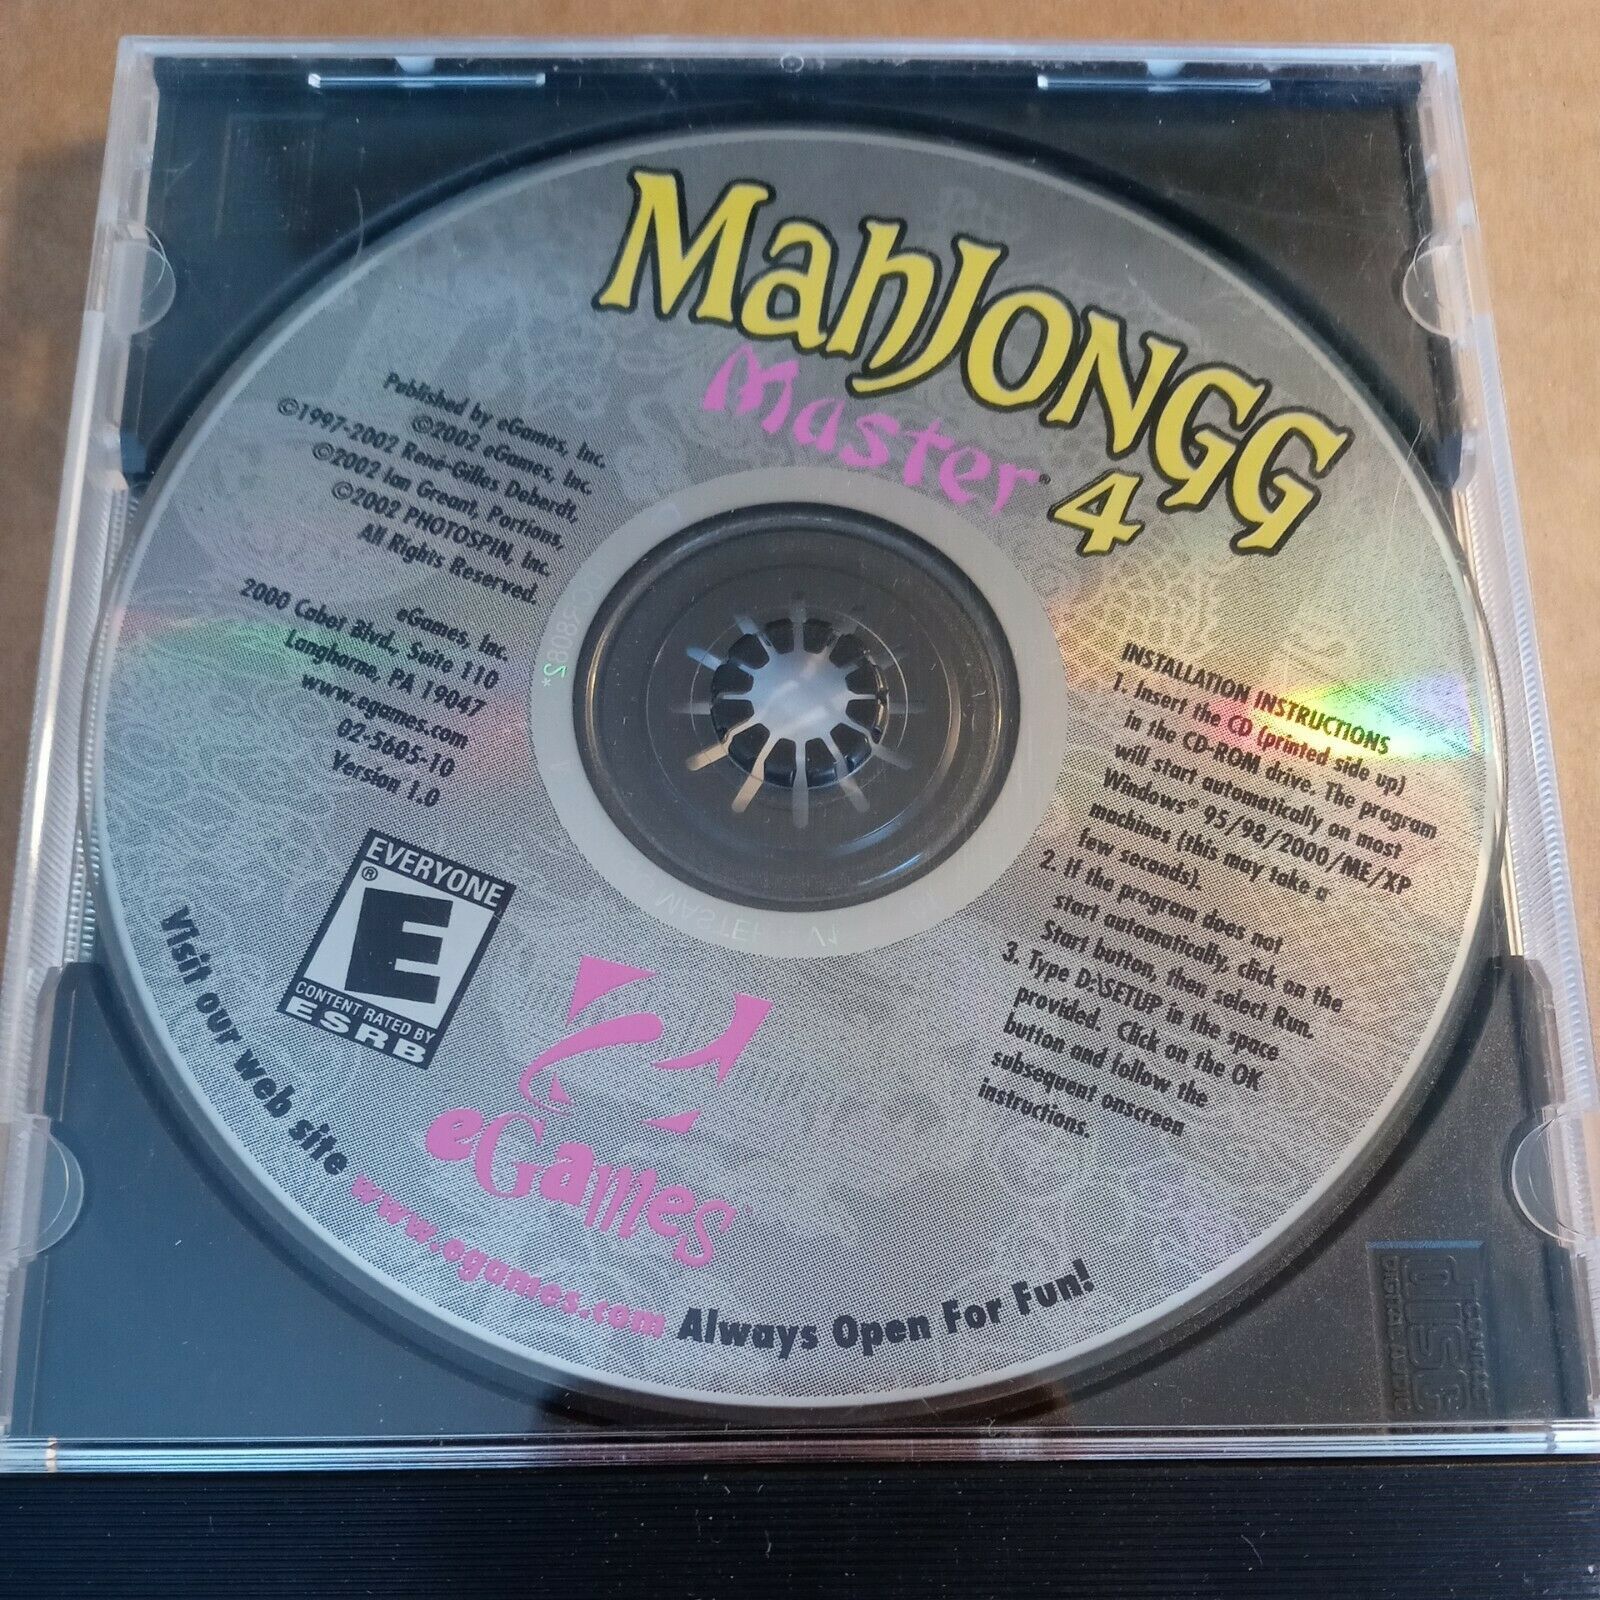 MahJONGG
Master® 4
Published by eGames, Inc.
©2002 eGames, Inc.
©1997-2002 René-Gilles Deberdt,
©2002 Ian Greant, Portions,
©2002 PHOTOSPIN, Inc.
All Rights Reserved.
eGames, Inc.
2000 Cabot Blvd., Suite 110
Langhorne, PA 19047
www.egames.com
02-5605-10
Version 1.0
INSTALLATION INSTRUCTIONS
1. Insert the CD (printed side up)
in the CD-ROM drive. The program
will start automatically on most
Windows® 95/98/2000/ME/XP
machines (this may take a
few seconds).
2. If the program does not
start automatically, click on the
Start button, then select Run.
3. Type D:\SETUP in the space
provided. Click on the OK
button and follow the
subsequent onscreen
instructions.
EVERYONE
E®
CONTENT RATED BY
ESRB
eGames™
Visit our web site www.egames.com Always Open For Fun!
COMPACT
disc
DIGITAL AUDIO